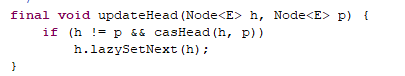 final void updateHead(Node<E> h, Node<E> p) {
    if (h != p && casHead(h, p))
        h.lazySetNext(h);
}